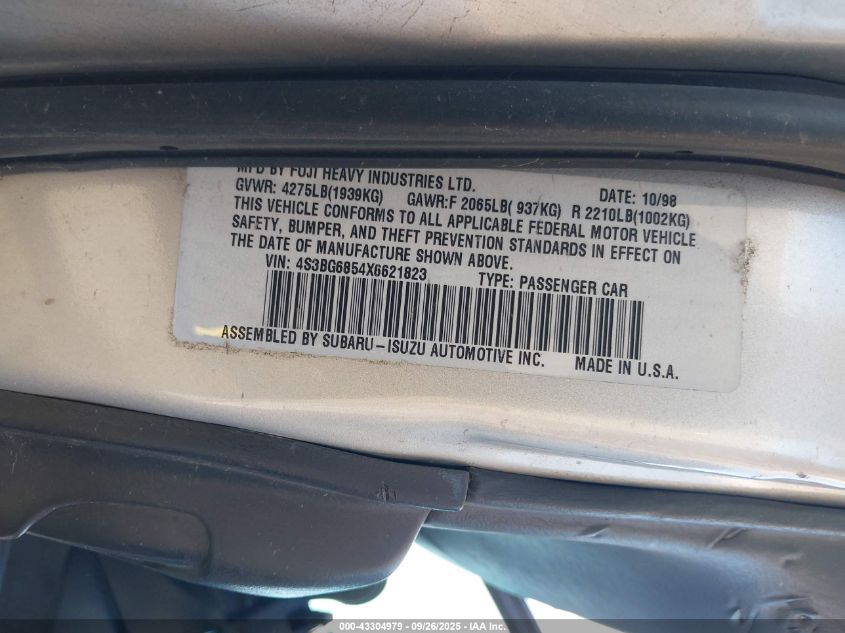 MFD BY FUJI HEAVY INDUSTRIES LTD. DATE: 10/98
GVWR: 4275LB(1939KG) GAWR:F 2065LB( 937KG) R 2210LB(1002KG)
THIS VEHICLE CONFORMS TO ALL APPLICABLE FEDERAL MOTOR VEHICLE
SAFETY, BUMPER, AND THEFT PREVENTION STANDARDS IN EFFECT ON
THE DATE OF MANUFACTURE SHOWN ABOVE.
VIN: 4S3BG6854X6621823 TYPE: PASSENGER CAR
ASSEMBLED BY SUBARU-ISUZU AUTOMOTIVE INC. MADE IN U.S.A.
000-43304979 - 09/26/2025 - IAA Inc.